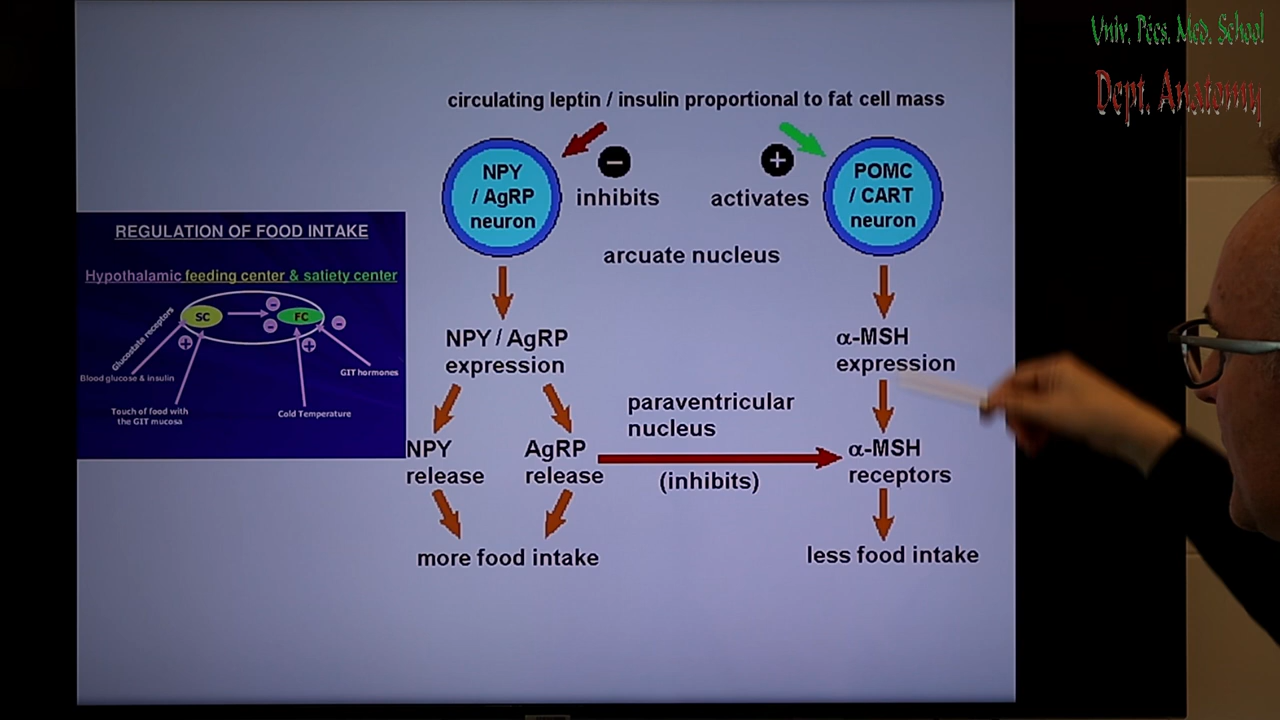 Univ. Pécs. Med. School
Dept. Anatomy
circulating leptin / insulin proportional to fat cell mass
NPY
/ AgRP
neuron
−
inhibits
+
activates
POMC
/ CART
neuron
arcuate nucleus
NPY / AgRP
expression
α-MSH
expression
paraventricular
nucleus
NPY
release
AgRP
release
(inhibits)
α-MSH
receptors
more food intake
less food intake
REGULATION OF FOOD INTAKE
Hypothalamic feeding center & satiety center
SC
−
−
FC
−
Glucostate receptors
+
+
Blood glucose & insulin
GIT hormones
Touch of food with
the GIT mucosa
Cold Temperature